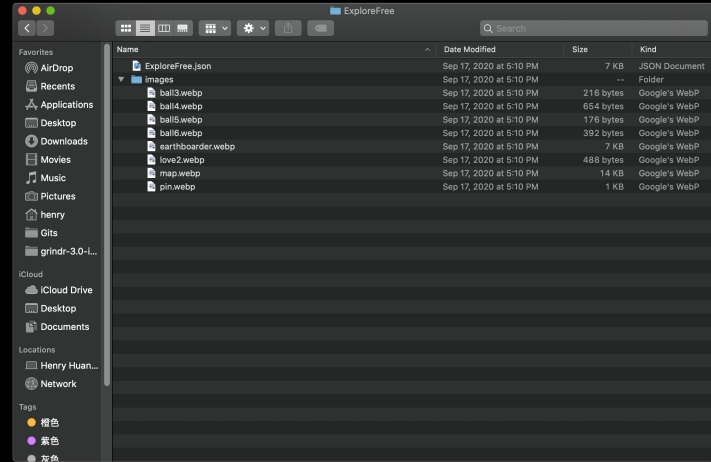 ExploreFree
Search
Favorites
AirDrop
Recents
Applications
Desktop
Downloads
Movies
Music
Pictures
henry
Gits
grindr-3.0-i...
iCloud
iCloud Drive
Desktop
Documents
Locations
Henry Huan...
Network
Tags
橙色
紫色
灰色
Name Date Modified Size Kind
ExploreFree.json Sep 17, 2020 at 5:10 PM 7 KB JSON Document
images Sep 17, 2020 at 5:10 PM -- Folder
ball3.webp Sep 17, 2020 at 5:10 PM 216 bytes Google's WebP
ball4.webp Sep 17, 2020 at 5:10 PM 654 bytes Google's WebP
ball5.webp Sep 17, 2020 at 5:10 PM 176 bytes Google's WebP
ball6.webp Sep 17, 2020 at 5:10 PM 392 bytes Google's WebP
earthboarder.webp Sep 17, 2020 at 5:10 PM 7 KB Google's WebP
love2.webp Sep 17, 2020 at 5:10 PM 488 bytes Google's WebP
map.webp Sep 17, 2020 at 5:10 PM 14 KB Google's WebP
pin.webp Sep 17, 2020 at 5:10 PM 1 KB Google's WebP